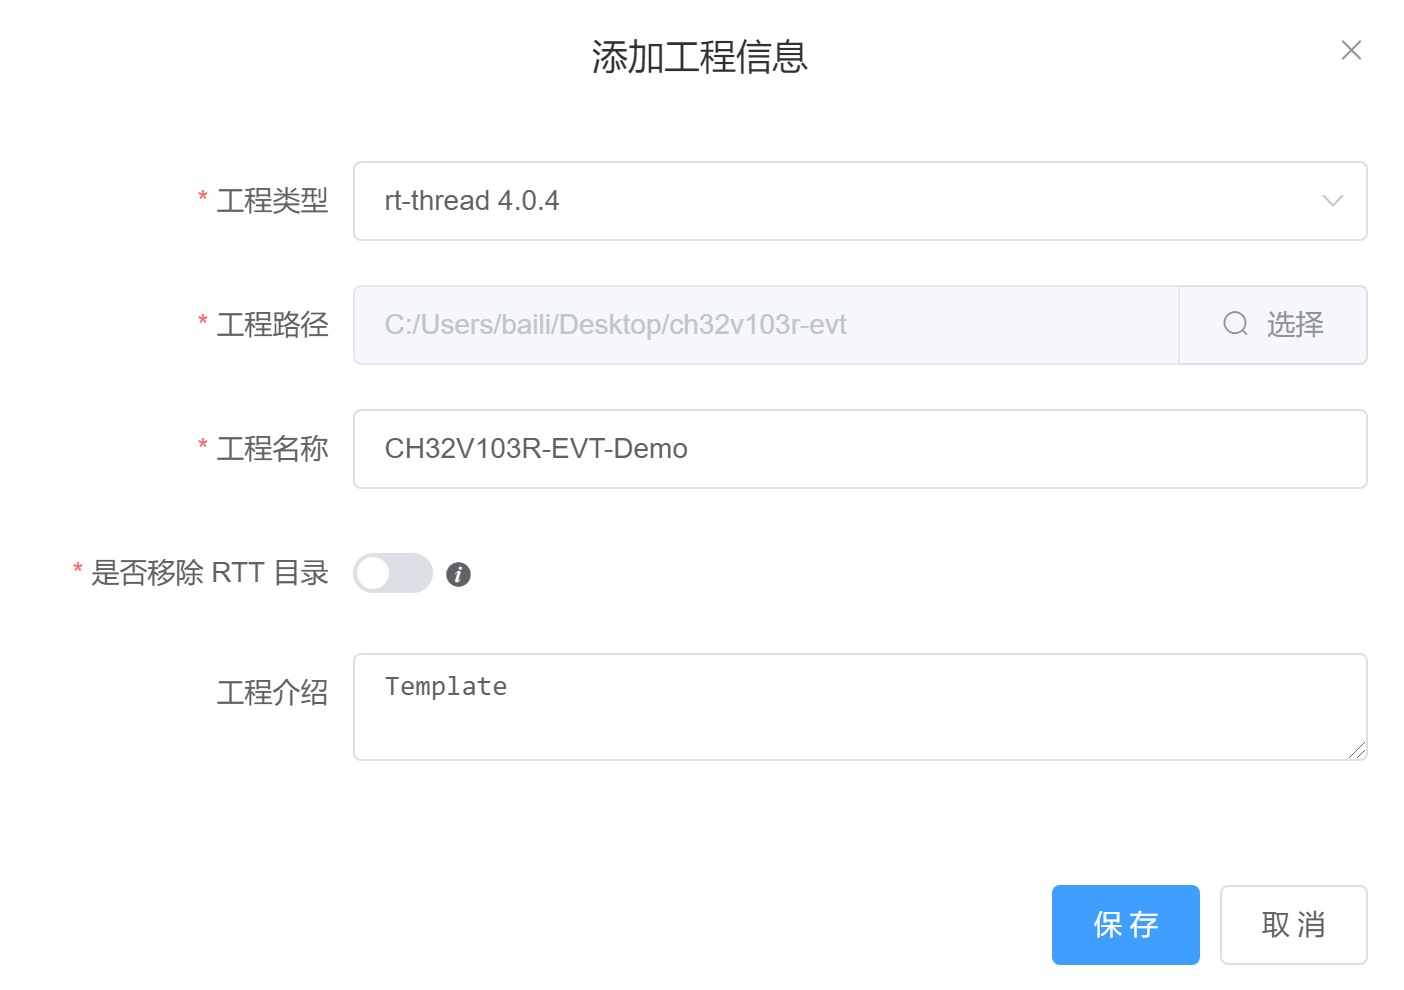 添加工程信息
* 工程类型 rt-thread 4.0.4
* 工程路径 C:/Users/baili/Desktop/ch32v103r-evt 选择
* 工程名称 CH32V103R-EVT-Demo
* 是否移除 RTT 目录
工程介绍 Template
保存 取消